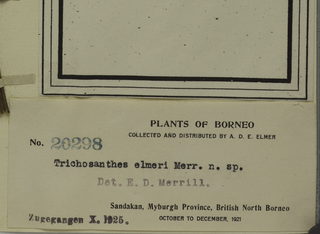 PLANTS OF BORNEO
COLLECTED AND DISTRIBUTED BY A. D. E. ELMER
No. 20298
Trichosanthes elmeri Merr. n. sp.
Det. E. D. Merrill.
Sandakan, Myburgh Province, British North Borneo
Zugegangen X. 1925.
OCTOBER TO DECEMBER, 1921